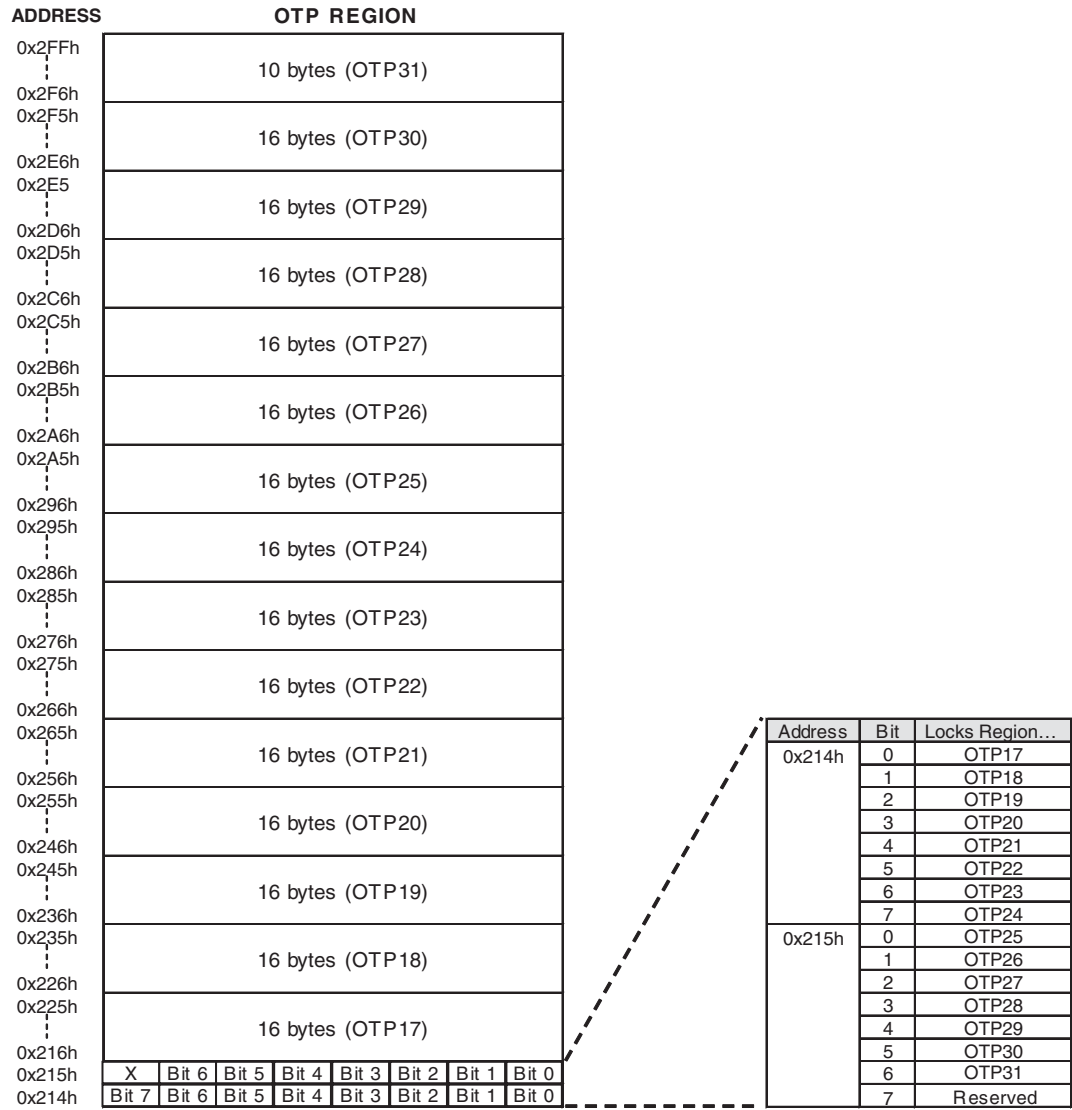 ADDRESS OTP REGION
0x2FFh
10 bytes (OTP31)
0x2F6h
0x2F5h
16 bytes (OTP30)
0x2E6h
0x2E5
16 bytes (OTP29)
0x2D6h
0x2D5h
16 bytes (OTP28)
0x2C6h
0x2C5h
16 bytes (OTP27)
0x2B6h
0x2B5h
16 bytes (OTP26)
0x2A6h
0x2A5h
16 bytes (OTP25)
0x296h
0x295h
16 bytes (OTP24)
0x286h
0x285h
16 bytes (OTP23)
0x276h
0x275h
16 bytes (OTP22)
0x266h
0x265h
16 bytes (OTP21)
0x256h
0x255h
16 bytes (OTP20)
0x246h
0x245h
16 bytes (OTP19)
0x236h
0x235h
16 bytes (OTP18)
0x226h
0x225h
16 bytes (OTP17)
0x216h
0x215h X Bit 6 Bit 5 Bit 4 Bit 3 Bit 2 Bit 1 Bit 0
0x214h Bit 7 Bit 6 Bit 5 Bit 4 Bit 3 Bit 2 Bit 1 Bit 0
Address Bit Locks Region...
0x214h 0 OTP17
1 OTP18
2 OTP19
3 OTP20
4 OTP21
5 OTP22
6 OTP23
7 OTP24
0x215h 0 OTP25
1 OTP26
2 OTP27
3 OTP28
4 OTP29
5 OTP30
6 OTP31
7 Reserved